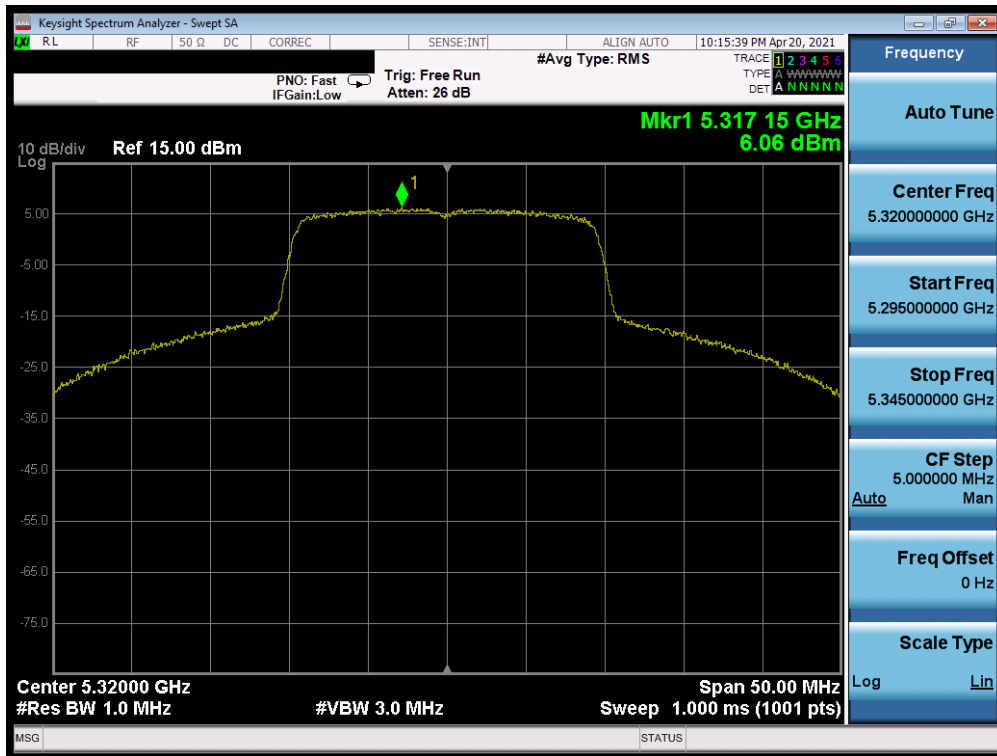 Keysight Spectrum Analyzer - Swept SA
LXI RL RF 50 Ω DC CORREC SENSE:INT ALIGN AUTO 10:15:39 PM Apr 20, 2021
PNO: Fast
IFGain:Low
Trig: Free Run
Atten: 26 dB
#Avg Type: RMS
TRACE 1 2 3 4 5 6
TYPE A WWWWW
DET A N N N N N
Mkr1 5.317 15 GHz
6.06 dBm
10 dB/div Ref 15.00 dBm
Log
1
5.00
-5.00
-15.0
-25.0
-35.0
-45.0
-55.0
-65.0
-75.0
Center 5.32000 GHz Span 50.00 MHz
#Res BW 1.0 MHz #VBW 3.0 MHz Sweep 1.000 ms (1001 pts)
MSG STATUS
Frequency
Auto Tune
Center Freq
5.320000000 GHz
Start Freq
5.295000000 GHz
Stop Freq
5.345000000 GHz
CF Step
5.000000 MHz
Auto Man
Freq Offset
0 Hz
Scale Type
Log Lin